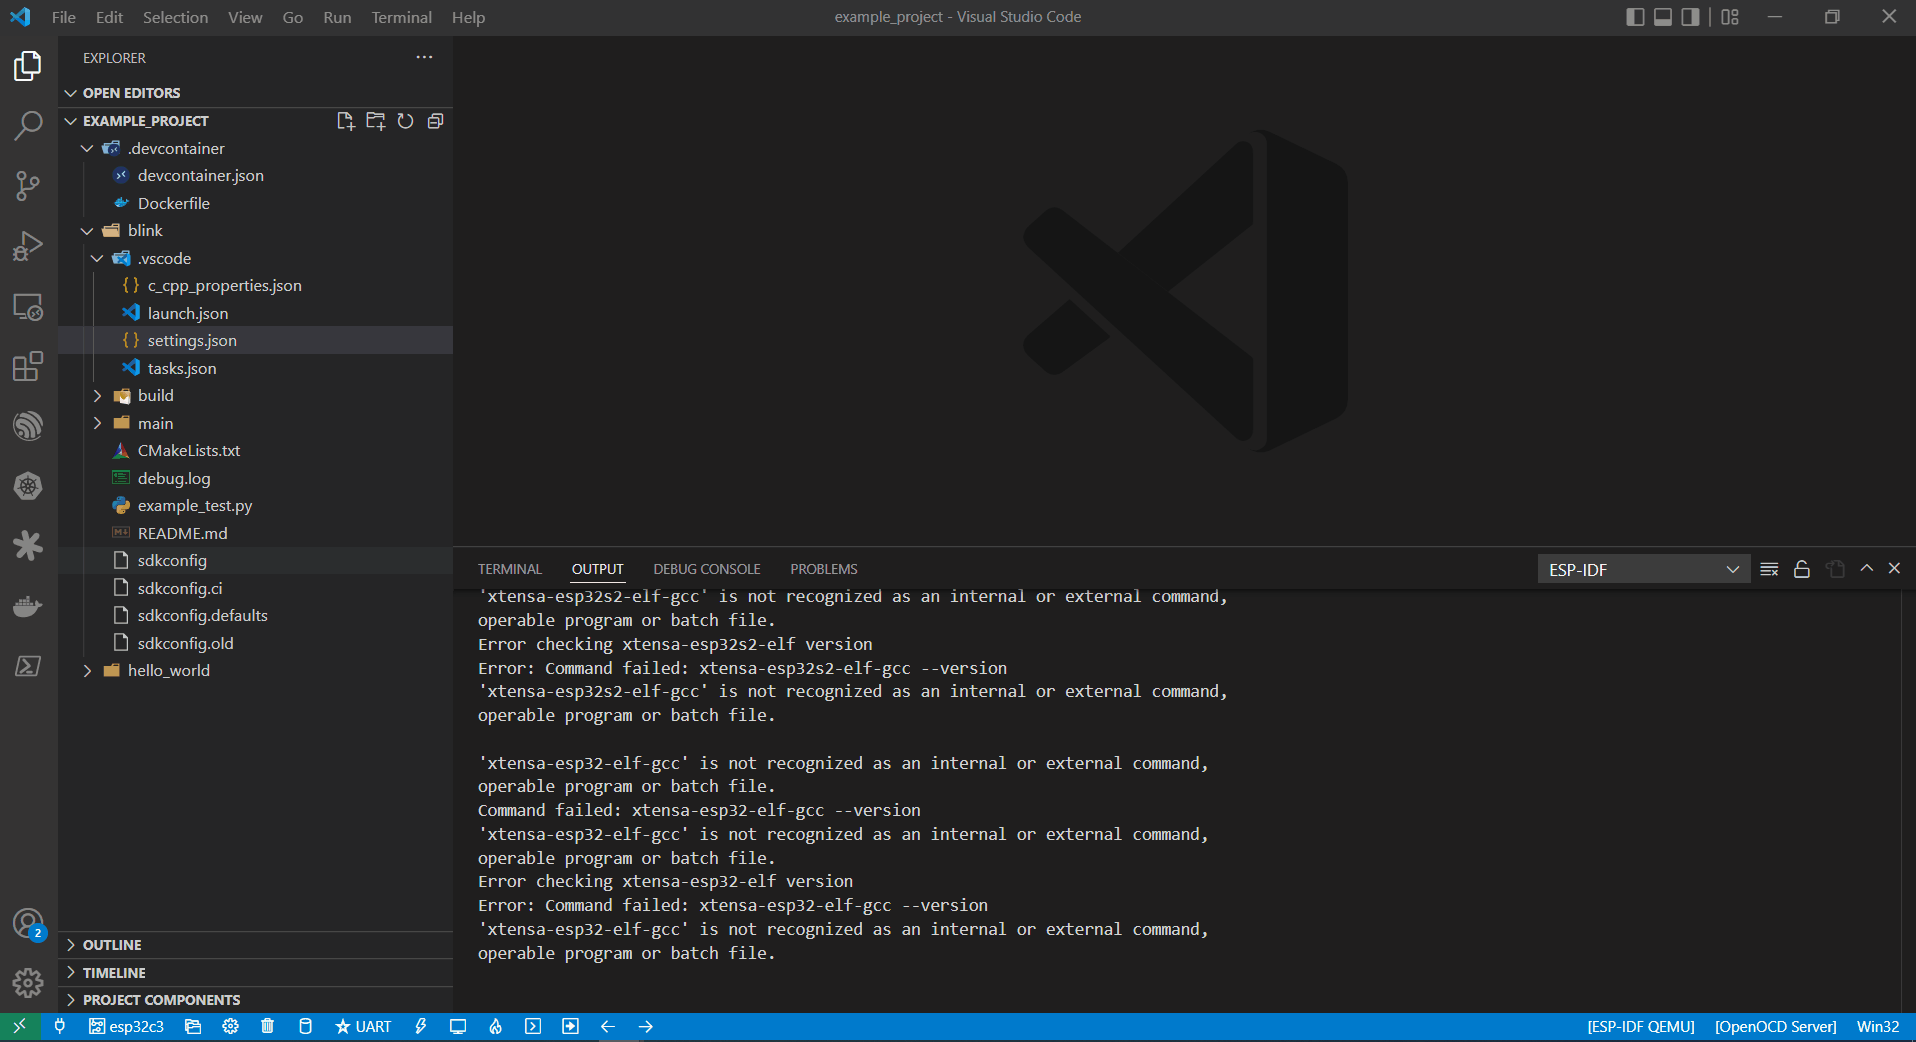 File Edit Selection View Go Run Terminal Help
example_project - Visual Studio Code
EXPLORER
OPEN EDITORS
EXAMPLE_PROJECT
.devcontainer
devcontainer.json
Dockerfile
blink
.vscode
c_cpp_properties.json
launch.json
settings.json
tasks.json
build
main
CMakeLists.txt
debug.log
example_test.py
README.md
sdkconfig
sdkconfig.ci
sdkconfig.defaults
sdkconfig.old
hello_world
OUTLINE
TIMELINE
PROJECT COMPONENTS
2
TERMINAL OUTPUT DEBUG CONSOLE PROBLEMS
ESP-IDF
'xtensa-esp32s2-elf-gcc' is not recognized as an internal or external command,
operable program or batch file.
Error checking xtensa-esp32s2-elf version
Error: Command failed: xtensa-esp32s2-elf-gcc --version
'xtensa-esp32s2-elf-gcc' is not recognized as an internal or external command,
operable program or batch file.
'xtensa-esp32-elf-gcc' is not recognized as an internal or external command,
operable program or batch file.
Command failed: xtensa-esp32-elf-gcc --version
'xtensa-esp32-elf-gcc' is not recognized as an internal or external command,
operable program or batch file.
Error checking xtensa-esp32-elf version
Error: Command failed: xtensa-esp32-elf-gcc --version
'xtensa-esp32-elf-gcc' is not recognized as an internal or external command,
operable program or batch file.
esp32c3 UART [ESP-IDF QEMU] [OpenOCD Server] Win32